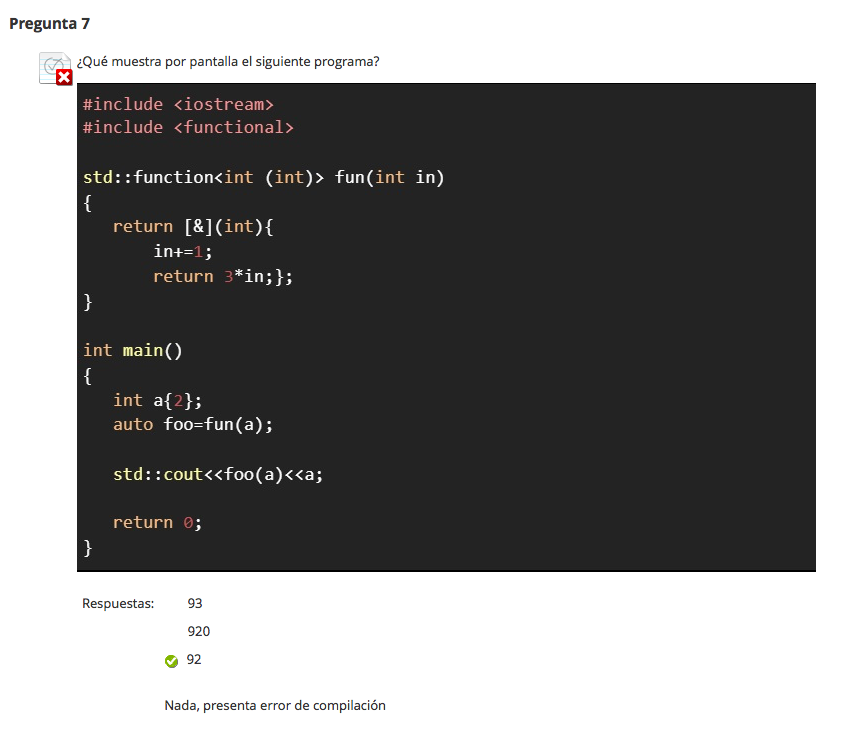 Pregunta 7
¿Qué muestra por pantalla el siguiente programa?
#include <iostream>
#include <functional>
std::function<int (int)> fun(int in)
{
return [&](int){
in+=1;
return 3*in;};
}
int main()
{
int a{2};
auto foo=fun(a);
std::cout<<foo(a)<<a;
return 0;
}
Respuestas: 93
920
92
Nada, presenta error de compilación